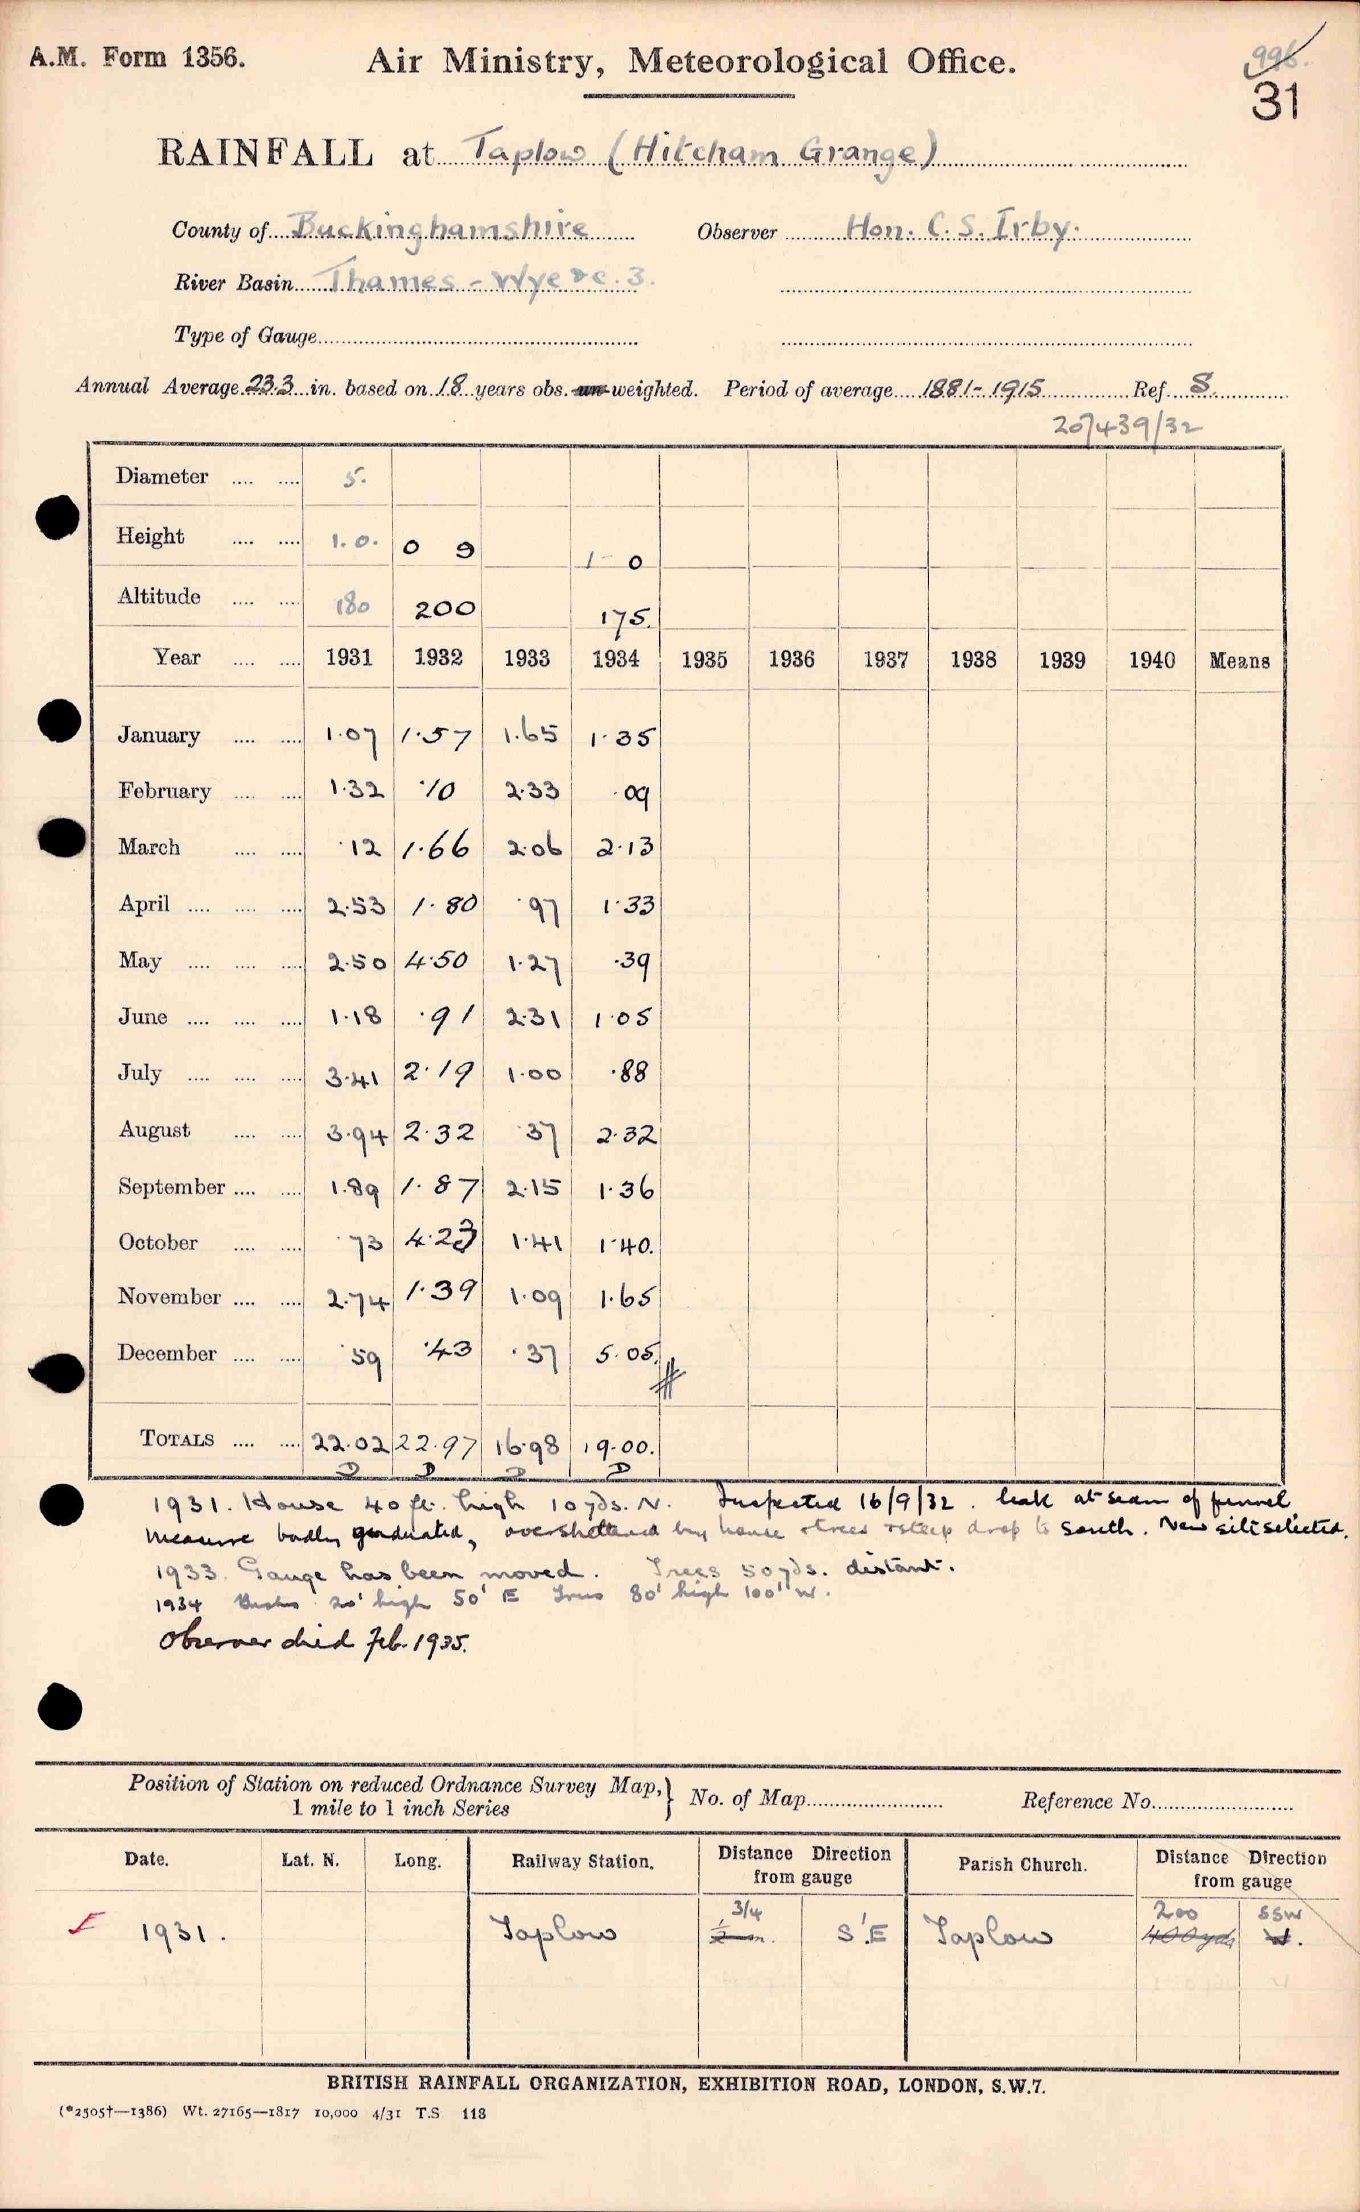 A.M. Form 1356. Air Ministry, Meteorological Office. 996.
31
RAINFALL at Taplow (Hitcham Grange)
County of Buckinghamshire Observer Hon. C. S. Irby.
River Basin Thames - Wye &c. 3.
Type of Gauge
Annual Average 23.3 in. based on 18 years obs. un-weighted. Period of average 1881-1915 Ref. S.
207439/32
Diameter 5.
Height 1.0. 0 9 1 0
Altitude 180 200 175.
Year 1931 1932 1933 1934 1935 1936 1937 1938 1939 1940 Means
January 1.07 1.57 1.65 1.35
February 1.32 .10 2.33 .09
March .12 1.66 2.06 2.13
April 2.53 1.80 .97 1.33
May 2.50 4.50 1.27 .39
June 1.18 .91 2.31 1.05
July 3.41 2.19 1.00 .88
August 3.94 2.32 .37 2.32
September 1.89 1.87 2.15 1.36
October .73 4.23 1.41 1.40.
November 2.74 1.39 1.09 1.65
December .59 .43 .37 5.05.
TOTALS 22.02 22.97 16.98 19.00.
D D D D
1931. House 40 ft. high 10 yds. N. Inspected 16/9/32. leak at seam of funnel
measure badly graduated, oversheltered by house trees & steep drop to South. New site selected.
1933. Gauge has been moved. Trees 50 yds. distant.
1934 Bushes 20' high 50' E Trees 80' high 100' W.
Observer died Feb. 1935.
Position of Station on reduced Ordnance Survey Map, 1 mile to 1 inch Series } No. of Map Reference No.
Date. Lat. N. Long. Railway Station. Distance Direction from gauge Parish Church. Distance Direction from gauge
3/4 200 SSW
1931. Taplow 1/2 m. S'E Taplow 400 yds W.
BRITISH RAINFALL ORGANIZATION, EXHIBITION ROAD, LONDON, S.W.7.
(*2505†—1386) Wt. 27165—1817 10,000 4/31 T.S 118